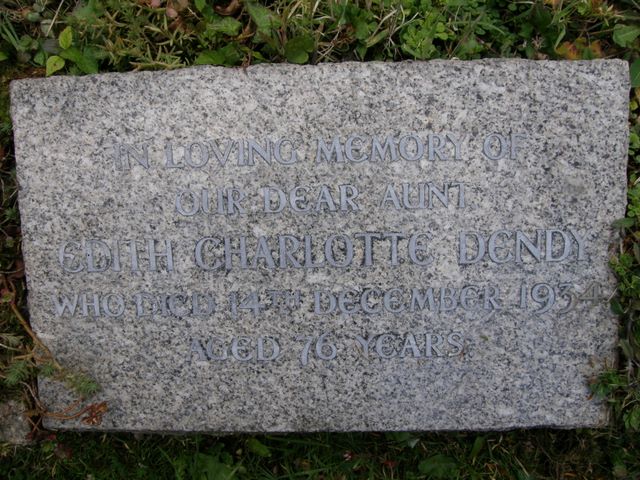 IN LOVING MEMORY OF
OUR DEAR AUNT
EDITH CHARLOTTE DENDY
WHO DIED 14TH DECEMBER 1934
AGED 76 YEARS